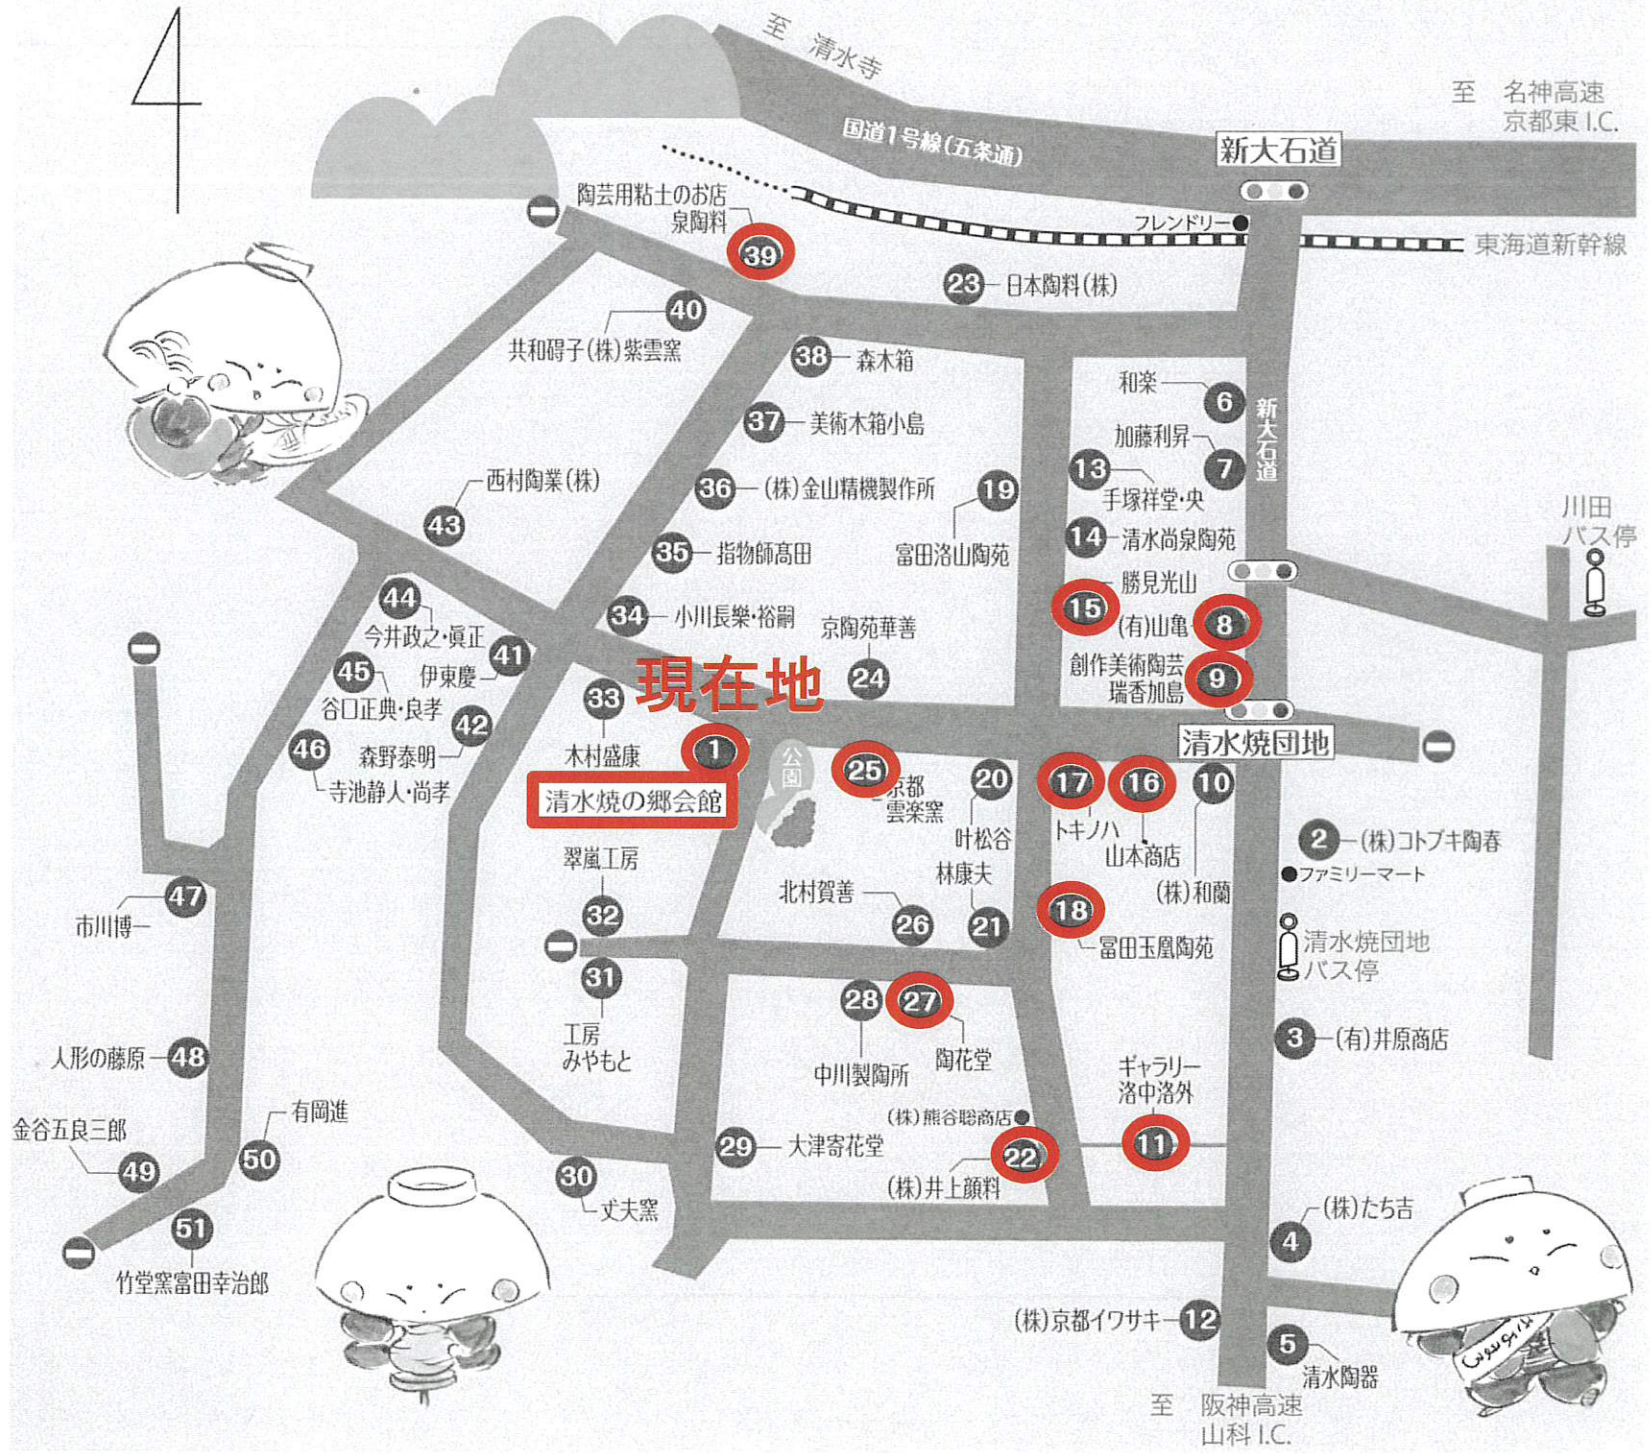 4
至 清水寺
至 名神高速
京都東 I.C.
国道1号線(五条通)
新大石道
フレンドリー
東海道新幹線
陶芸用粘土のお店
泉陶料
39
23
日本陶料(株)
40
共和碍子(株)紫雲窯
38
森木箱
和楽
6
37
美術木箱小島
加藤利昇
7
新大石道
西村陶業(株)
43
36
(株)金山精機製作所
19
富田洛山陶苑
13
手塚祥堂・央
川田
バス停
35
指物師髙田
14
清水尚泉陶苑
勝見光山
15
44
今井政之・眞正
34
小川長樂・裕嗣
京陶苑華善
24
(有)山亀
8
45
谷口正典・良孝
伊東慶
41
現在地
創作美術陶芸
瑞香加島
9
33
木村盛康
46
寺池静人・尚孝
森野泰明
42
1
清水焼の郷会館
公園
25
京都
雲楽窯
20
叶松谷
17
トキノハ
16
山本商店
10
(株)和蘭
清水焼団地
2
(株)コトブキ陶春
ファミリーマート
翠嵐工房
32
北村賀善
26
林康夫
21
18
冨田玉凰陶苑
47
市川博一
清水焼団地
バス停
31
工房
みやもと
28
中川製陶所
27
陶花堂
3
(有)井原商店
人形の藤原
48
ギャラリー
洛中洛外
11
有岡進
50
金谷五良三郎
49
29
大津寄花堂
(株)熊谷聡商店
22
(株)井上顔料
30
丈夫窯
51
竹堂窯富田幸治郎
(株)たち吉
4
(株)京都イワサキ
12
5
清水陶器
至 阪神高速
山科 I.C.